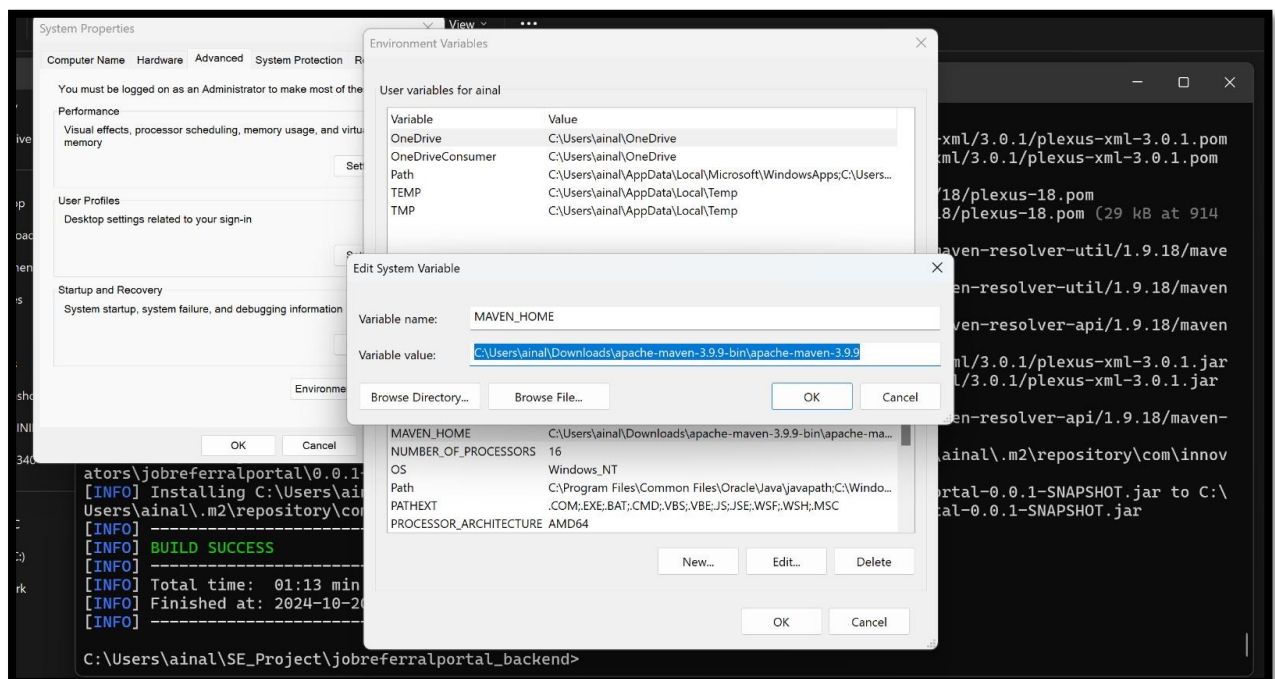 System Properties
View
Computer Name Hardware Advanced System Protection
You must be logged on as an Administrator to make most of the
Performance
Visual effects, processor scheduling, memory usage, and
memory
User Profiles
Desktop settings related to your sign-in
Startup and Recovery
System startup, system failure, and debugging information
OK Cancel
Environment Variables
User variables for ainal
Variable Value
OneDrive C:\Users\ainal\OneDrive
OneDriveConsumer C:\Users\ainal\OneDrive
Path C:\Users\ainal\AppData\Local\Microsoft\WindowsApps;C:\Users...
TEMP C:\Users\ainal\AppData\Local\Temp
TMP C:\Users\ainal\AppData\Local\Temp
Edit System Variable
Variable name: MAVEN_HOME
Variable value: C:\Users\ainal\Downloads\apache-maven-3.9.9-bin\apache-maven-3.9.9
Browse Directory... Browse File... OK Cancel
MAVEN_HOME C:\Users\ainal\Downloads\apache-maven-3.9.9-bin\apache-ma...
NUMBER_OF_PROCESSORS 16
OS Windows_NT
Path C:\Program Files\Common Files\Oracle\Java\javapath;C:\Windo...
PATHEXT .COM;.EXE;.BAT;.CMD;.VBS;.VBE;.JS;.JSE;.WSF;.WSH;.MSC
PROCESSOR_ARCHITECTURE AMD64
New... Edit... Delete
OK Cancel
-xml/3.0.1/plexus-xml-3.0.1.pom
ml/3.0.1/plexus-xml-3.0.1.pom
/18/plexus-18.pom
8/plexus-18.pom (29 kB at 914
maven-resolver-util/1.9.18/mave
en-resolver-util/1.9.18/maven
ven-resolver-api/1.9.18/maven
ml/3.0.1/plexus-xml-3.0.1.jar
l/3.0.1/plexus-xml-3.0.1.jar
en-resolver-api/1.9.18/maven-
\ainal\.m2\repository\com\innov
ators\jobreferralportal\0.0.1-
[INFO] Installing C:\Users\ai rtal-0.0.1-SNAPSHOT.jar to C:\
Users\ainal\.m2\repository\co al-0.0.1-SNAPSHOT.jar
[INFO] ------------------------
[INFO] BUILD SUCCESS
[INFO] ------------------------
[INFO] Total time: 01:13 min
[INFO] Finished at: 2024-10-20
[INFO] ------------------------
C:\Users\ainal\SE_Project\jobreferralportal_backend>